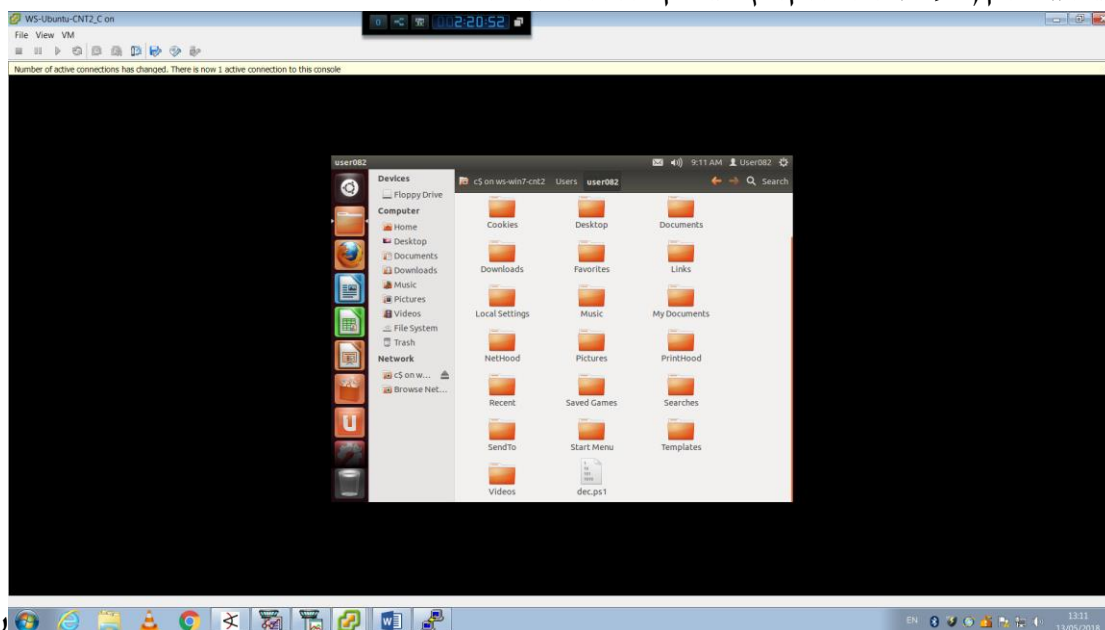 WS-Ubuntu-CNT2_C on
0 002:20:52
File View VM
Number of active connections has changed. There is now 1 active connection to this console
user082 9:11 AM User082
Devices
Floppy Drive
Computer
Home
Desktop
Documents
Downloads
Music
Pictures
Videos
File System
Trash
Network
c$ on w...
Browse Net...
c$ on ws-win7-cnt2 Users user082 Search
Cookies Desktop Documents
Downloads Favorites Links
Local Settings Music My Documents
NetHood Pictures PrintHood
Recent Saved Games Searches
SendTo Start Menu Templates
Videos dec.ps1
EN 13:11
13/05/2018